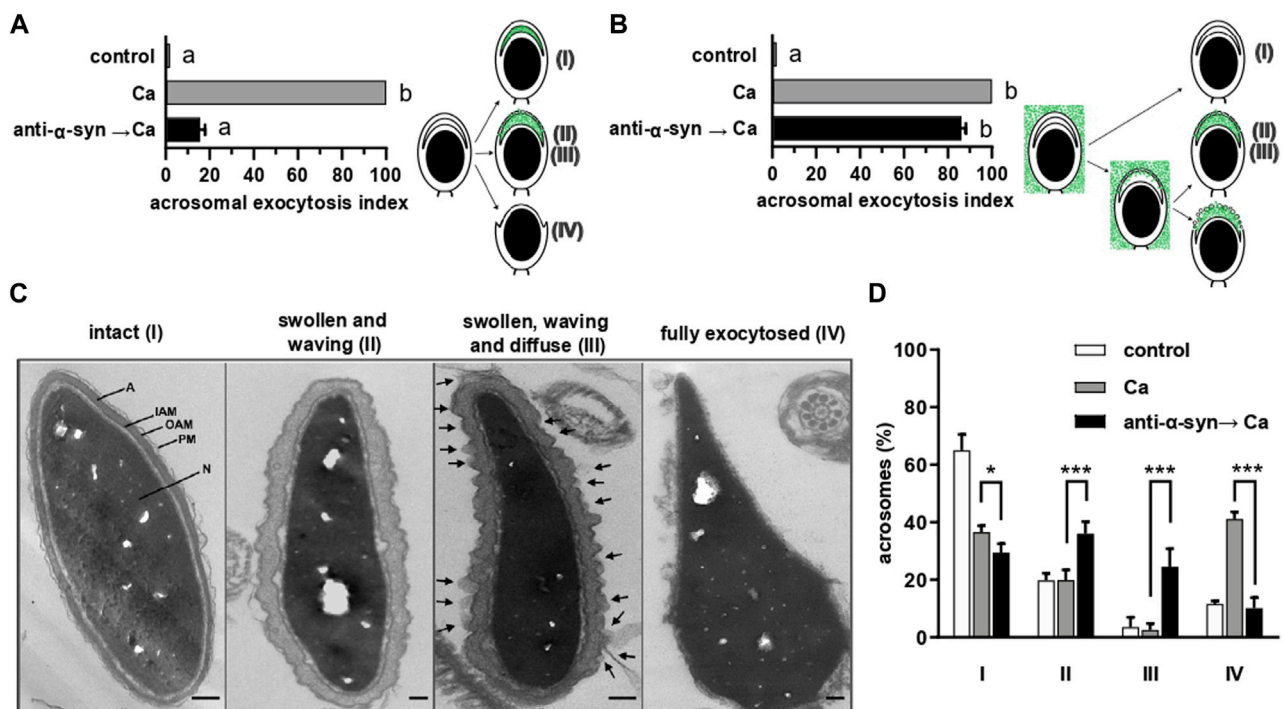 A
control
a
Ca
b
anti-α-syn → Ca
a
0 20 40 60 80 100
acrosomal exocytosis index
(I)
(II)
(III)
(IV)
B
control
a
Ca
b
anti-α-syn → Ca
b
0 20 40 60 80 100
acrosomal exocytosis index
(I)
(II)
(III)
C
intact (I)
swollen and
waving (II)
swollen, waving
and diffuse (III)
fully exocytosed (IV)
A
IAM
OAM
PM
N
D
control
Ca
anti-α-syn→ Ca
acrosomes (%)
100
80
60
40
20
0
* *** *** ***
I II III IV